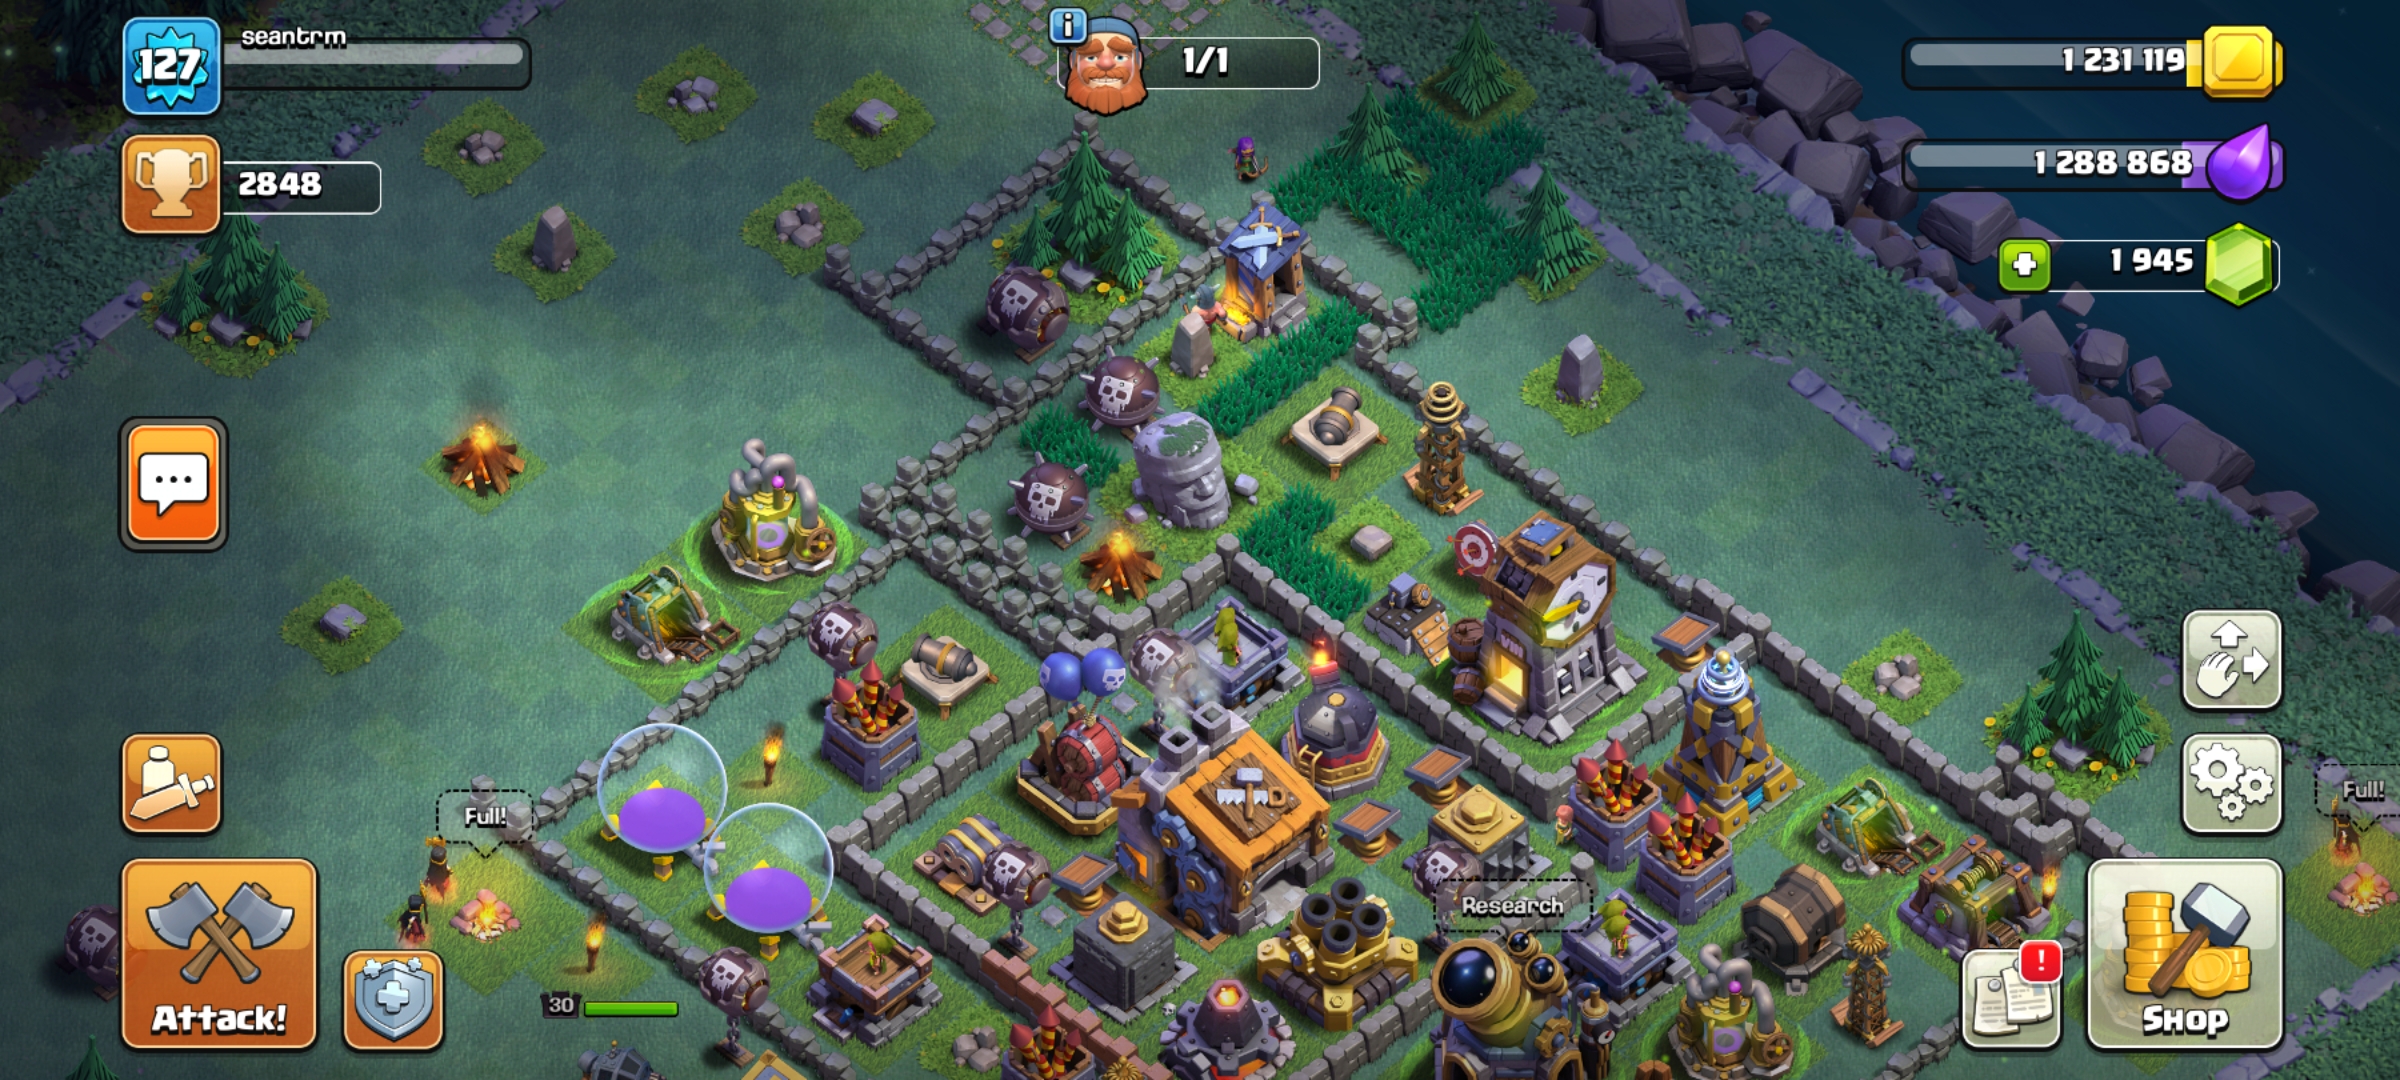 127
seantrm
i
1/1
1 231 119
2848
1 288 868
1 945
Full!
Full!
Research
30
!
Attack!
Shop